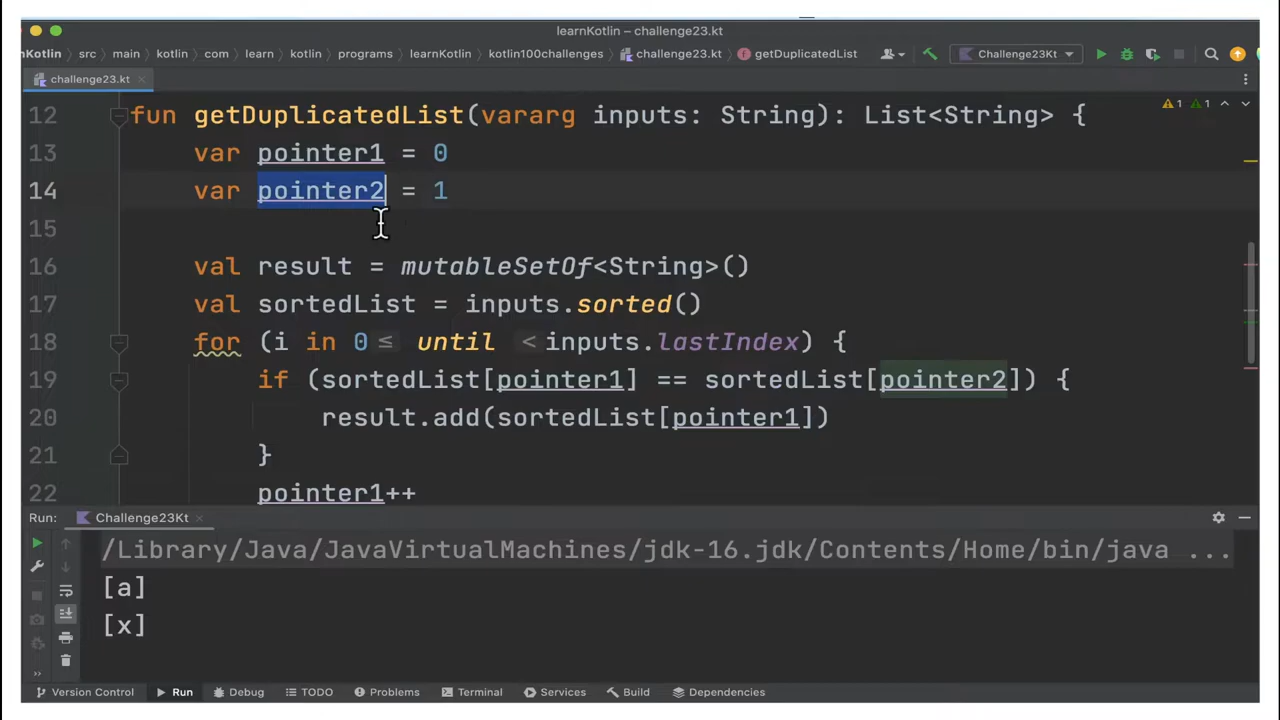 learnKotlin – challenge23.kt
nKotlin src main kotlin com learn kotlin programs learnKotlin kotlin100challenges challenge23.kt getDuplicatedList Challenge23Kt
challenge23.kt
12 fun getDuplicatedList(vararg inputs: String): List<String> { 1 1
13 var pointer1 = 0
14 var pointer2 = 1
15
16 val result = mutableSetOf<String>()
17 val sortedList = inputs.sorted()
18 for (i in 0 ≤ until < inputs.lastIndex) {
19 if (sortedList[pointer1] == sortedList[pointer2]) {
20 result.add(sortedList[pointer1])
21 }
22 pointer1++
Run: Challenge23Kt
/Library/Java/JavaVirtualMachines/jdk-16.jdk/Contents/Home/bin/java ...
[a]
[x]
Version Control Run Debug TODO Problems Terminal Services Build Dependencies